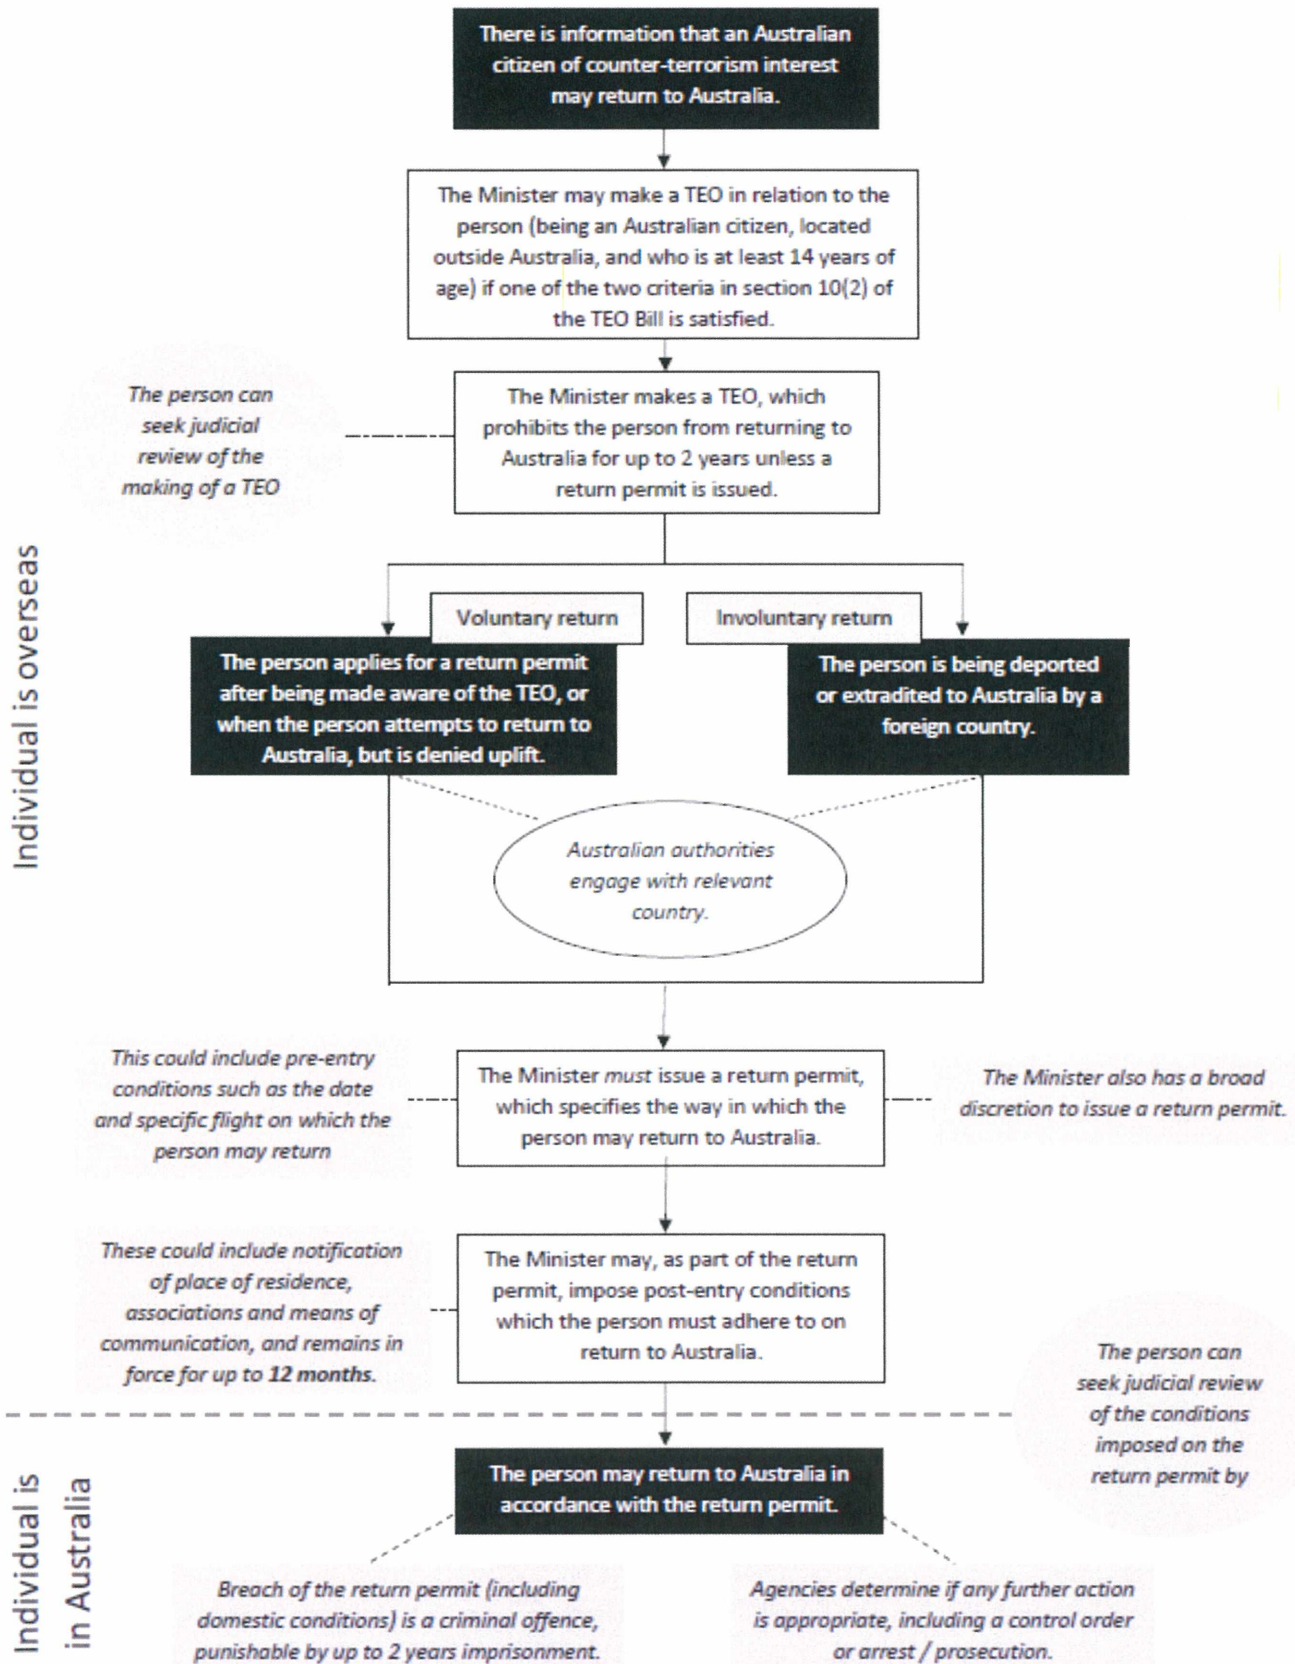 There is information that an Australian
citizen of counter-terrorism interest
may return to Australia.
The Minister may make a TEO in relation to the
person (being an Australian citizen, located
outside Australia, and who is at least 14 years of
age) if one of the two criteria in section 10(2) of
the TEO Bill is satisfied.
The person can
seek judicial
review of the
making of a TEO
The Minister makes a TEO, which
prohibits the person from returning to
Australia for up to 2 years unless a
return permit is issued.
Individual is overseas
Voluntary return
Involuntary return
The person applies for a return permit
after being made aware of the TEO, or
when the person attempts to return to
Australia, but is denied uplift.
The person is being deported
or extradited to Australia by a
foreign country.
Australian authorities
engage with relevant
country.
This could include pre-entry
conditions such as the date
and specific flight on which the
person may return
The Minister must issue a return permit,
which specifies the way in which the
person may return to Australia.
The Minister also has a broad
discretion to issue a return permit.
These could include notification
of place of residence,
associations and means of
communication, and remains in
force for up to 12 months.
The Minister may, as part of the return
permit, impose post-entry conditions
which the person must adhere to on
return to Australia.
The person can
seek judicial review
of the conditions
imposed on the
return permit by
Individual is
in Australia
The person may return to Australia in
accordance with the return permit.
Breach of the return permit (including
domestic conditions) is a criminal offence,
punishable by up to 2 years imprisonment.
Agencies determine if any further action
is appropriate, including a control order
or arrest / prosecution.